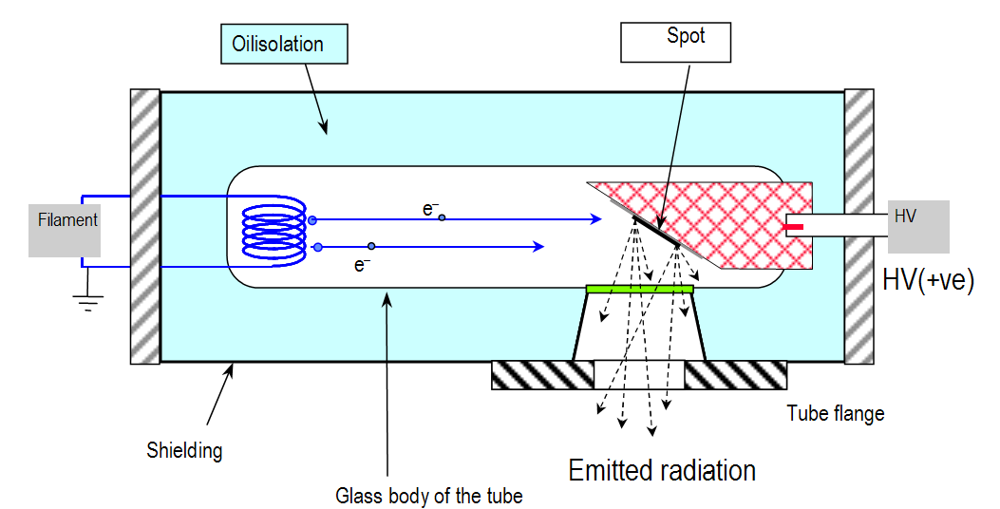 Oilisolation
Spot
Filament
e–
e–
HV
HV(+ve)
Tube flange
Shielding
Emitted radiation
Glass body of the tube